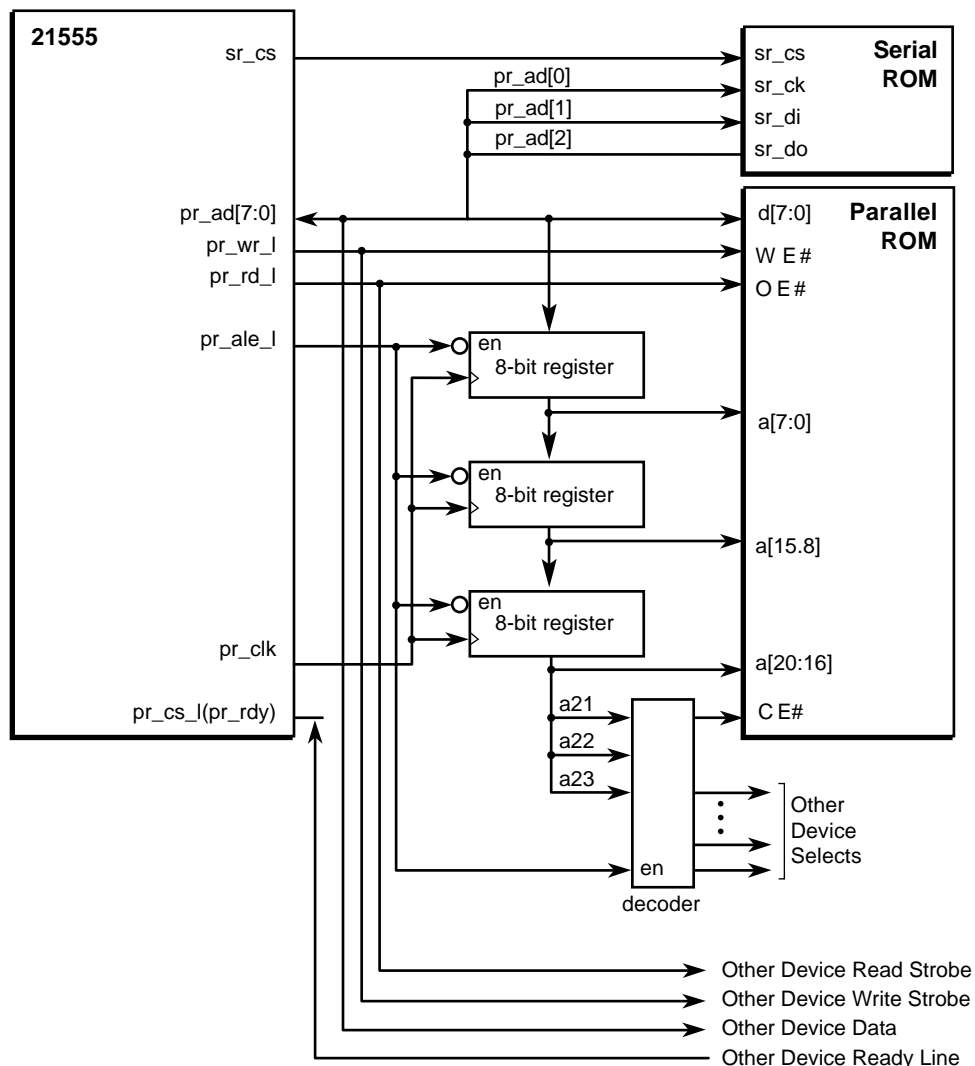 21555
sr_cs
pr_ad[7:0]
pr_wr_l
pr_rd_l
pr_ale_l
pr_clk
pr_cs_l(pr_rdy)
pr_ad[0]
pr_ad[1]
pr_ad[2]
Serial
ROM
sr_cs
sr_ck
sr_di
sr_do
Parallel
ROM
d[7:0]
W E#
O E#
a[7:0]
a[15.8]
a[20:16]
C E#
en
8-bit register
en
8-bit register
en
8-bit register
a21
a22
a23
en
decoder
Other
Device
Selects
Other Device Read Strobe
Other Device Write Strobe
Other Device Data
Other Device Ready Line